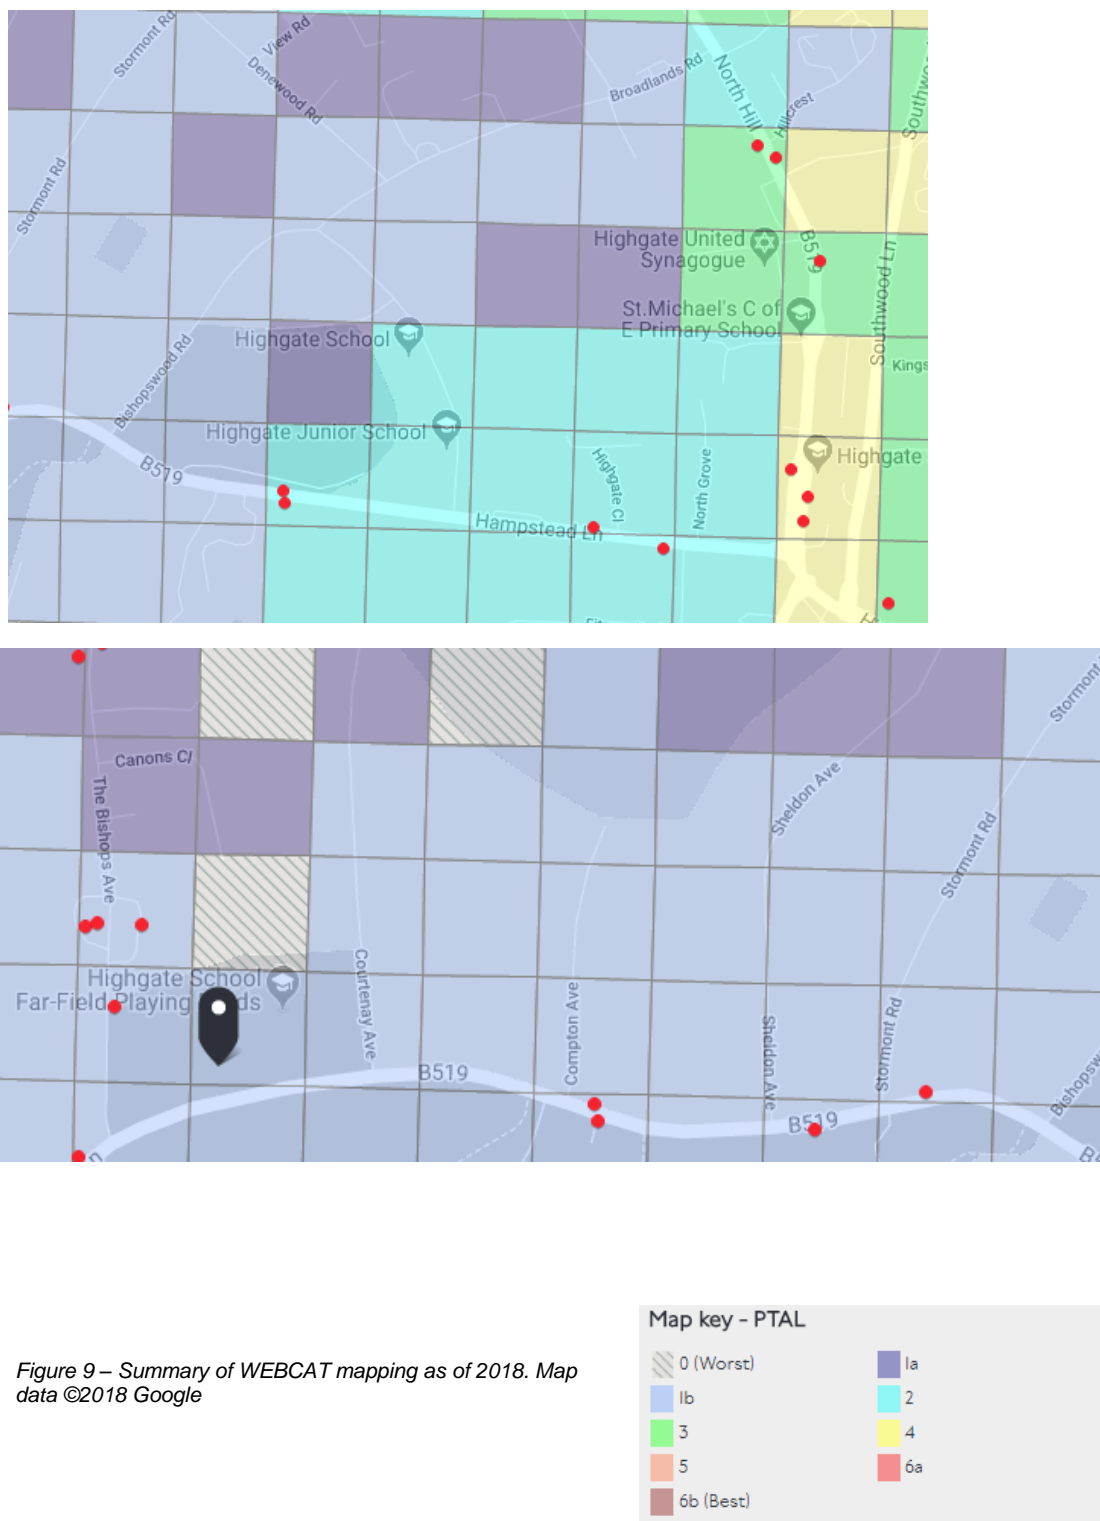 Stormont Rd
View Rd
Denewood Rd
Broadlands Rd
North Hill
Hillcrest
Stormont Rd
Highgate United
Synagogue
B519
Southwood Ln
St.Michael's C of
E Primary School
Highgate School
Kings
Bishopswood Rd
Highgate Junior School
Highgate
B519
Highgate Cl
North Grove
Hampstead Ln
Canons Cl
The Bishops Ave
Sheldon Ave
Stormont
Stormont Rd
Highgate School
Far-Field Playing
ds
Courtenay Ave
Compton Ave
Sheldon Ave
Stormont Rd
Bishopsw
B519
B519
n
Map key - PTAL
0 (Worst)
Ia
Ib
2
3
4
5
6a
6b (Best)
Figure 9 – Summary of WEBCAT mapping as of 2018. Map
data ©2018 Google